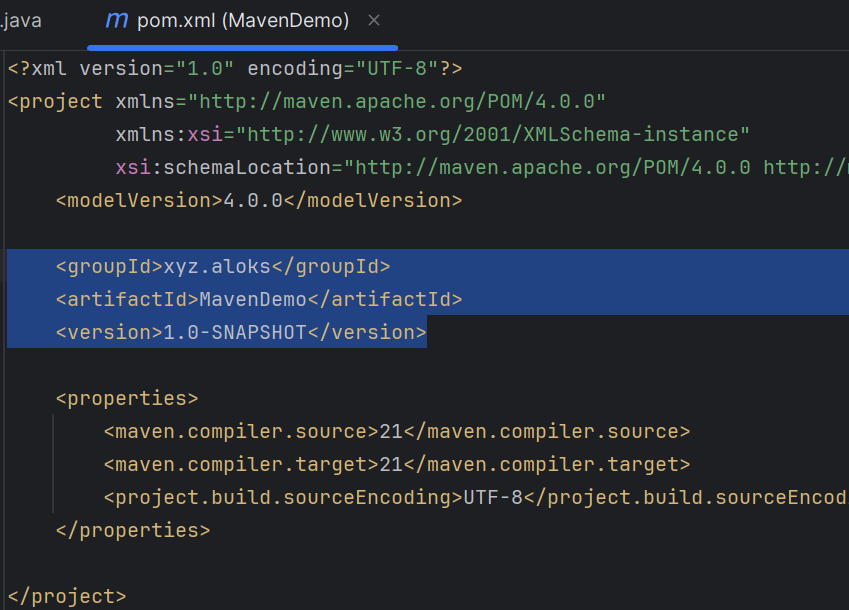 .java
m pom.xml (MavenDemo) ×
<?xml version="1.0" encoding="UTF-8"?>
<project xmlns="http://maven.apache.org/POM/4.0.0"
         xmlns:xsi="http://www.w3.org/2001/XMLSchema-instance"
         xsi:schemaLocation="http://maven.apache.org/POM/4.0.0 http://
    <modelVersion>4.0.0</modelVersion>
    <groupId>xyz.aloks</groupId>
    <artifactId>MavenDemo</artifactId>
    <version>1.0-SNAPSHOT</version>
    <properties>
        <maven.compiler.source>21</maven.compiler.source>
        <maven.compiler.target>21</maven.compiler.target>
        <project.build.sourceEncoding>UTF-8</project.build.sourceEncod
    </properties>
</project>